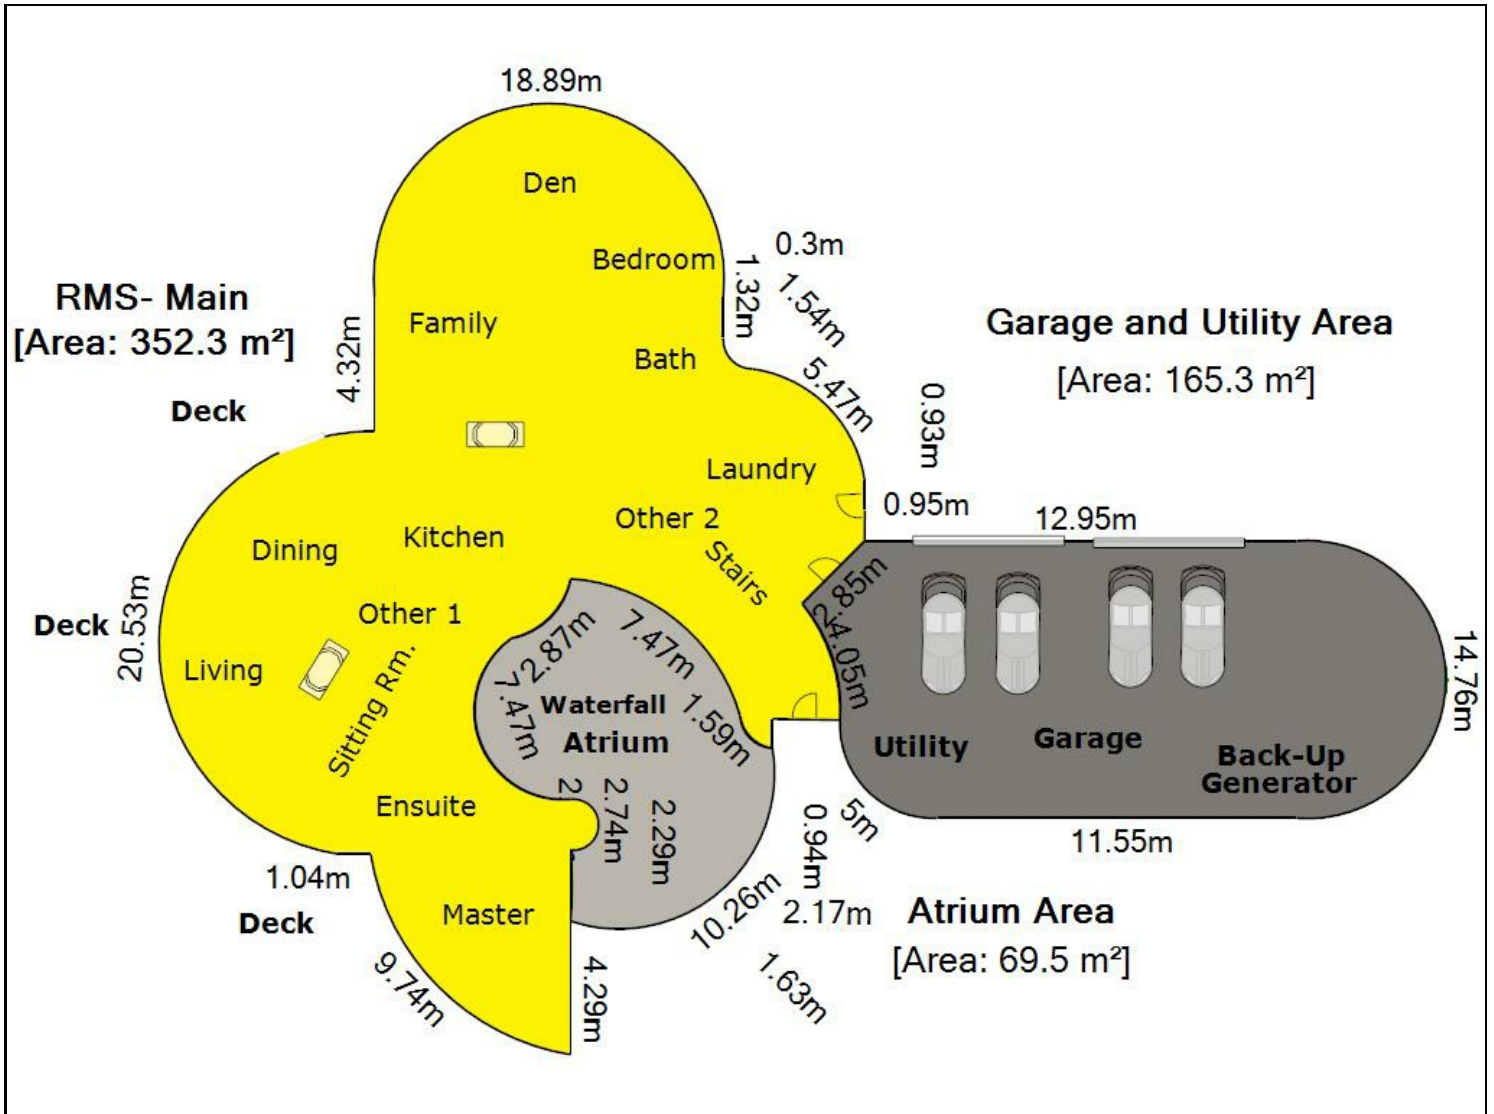 18.89m
Den
0.3m
Bedroom
1.32m
1.54m
RMS- Main
[Area: 352.3 m²]
Family
4.32m
Bath
5.47m
Garage and Utility Area
[Area: 165.3 m²]
Deck
0.93m
Laundry
0.95m
12.95m
Other 2
Kitchen
Dining
Stairs
2.85m
Deck
20.53m
Other 1
Living
Sitting Rm.
2.87m
7.47m
4.05m
7.47m
Waterfall
Atrium
1.59m
14.76m
Utility
Garage
Back-Up
Generator
Ensuite
2.74m
2.29m
0.94m
5m
11.55m
1.04m
Deck
Master
10.26m
2.17m
Atrium Area
[Area: 69.5 m²]
9.74m
4.29m
1.63m